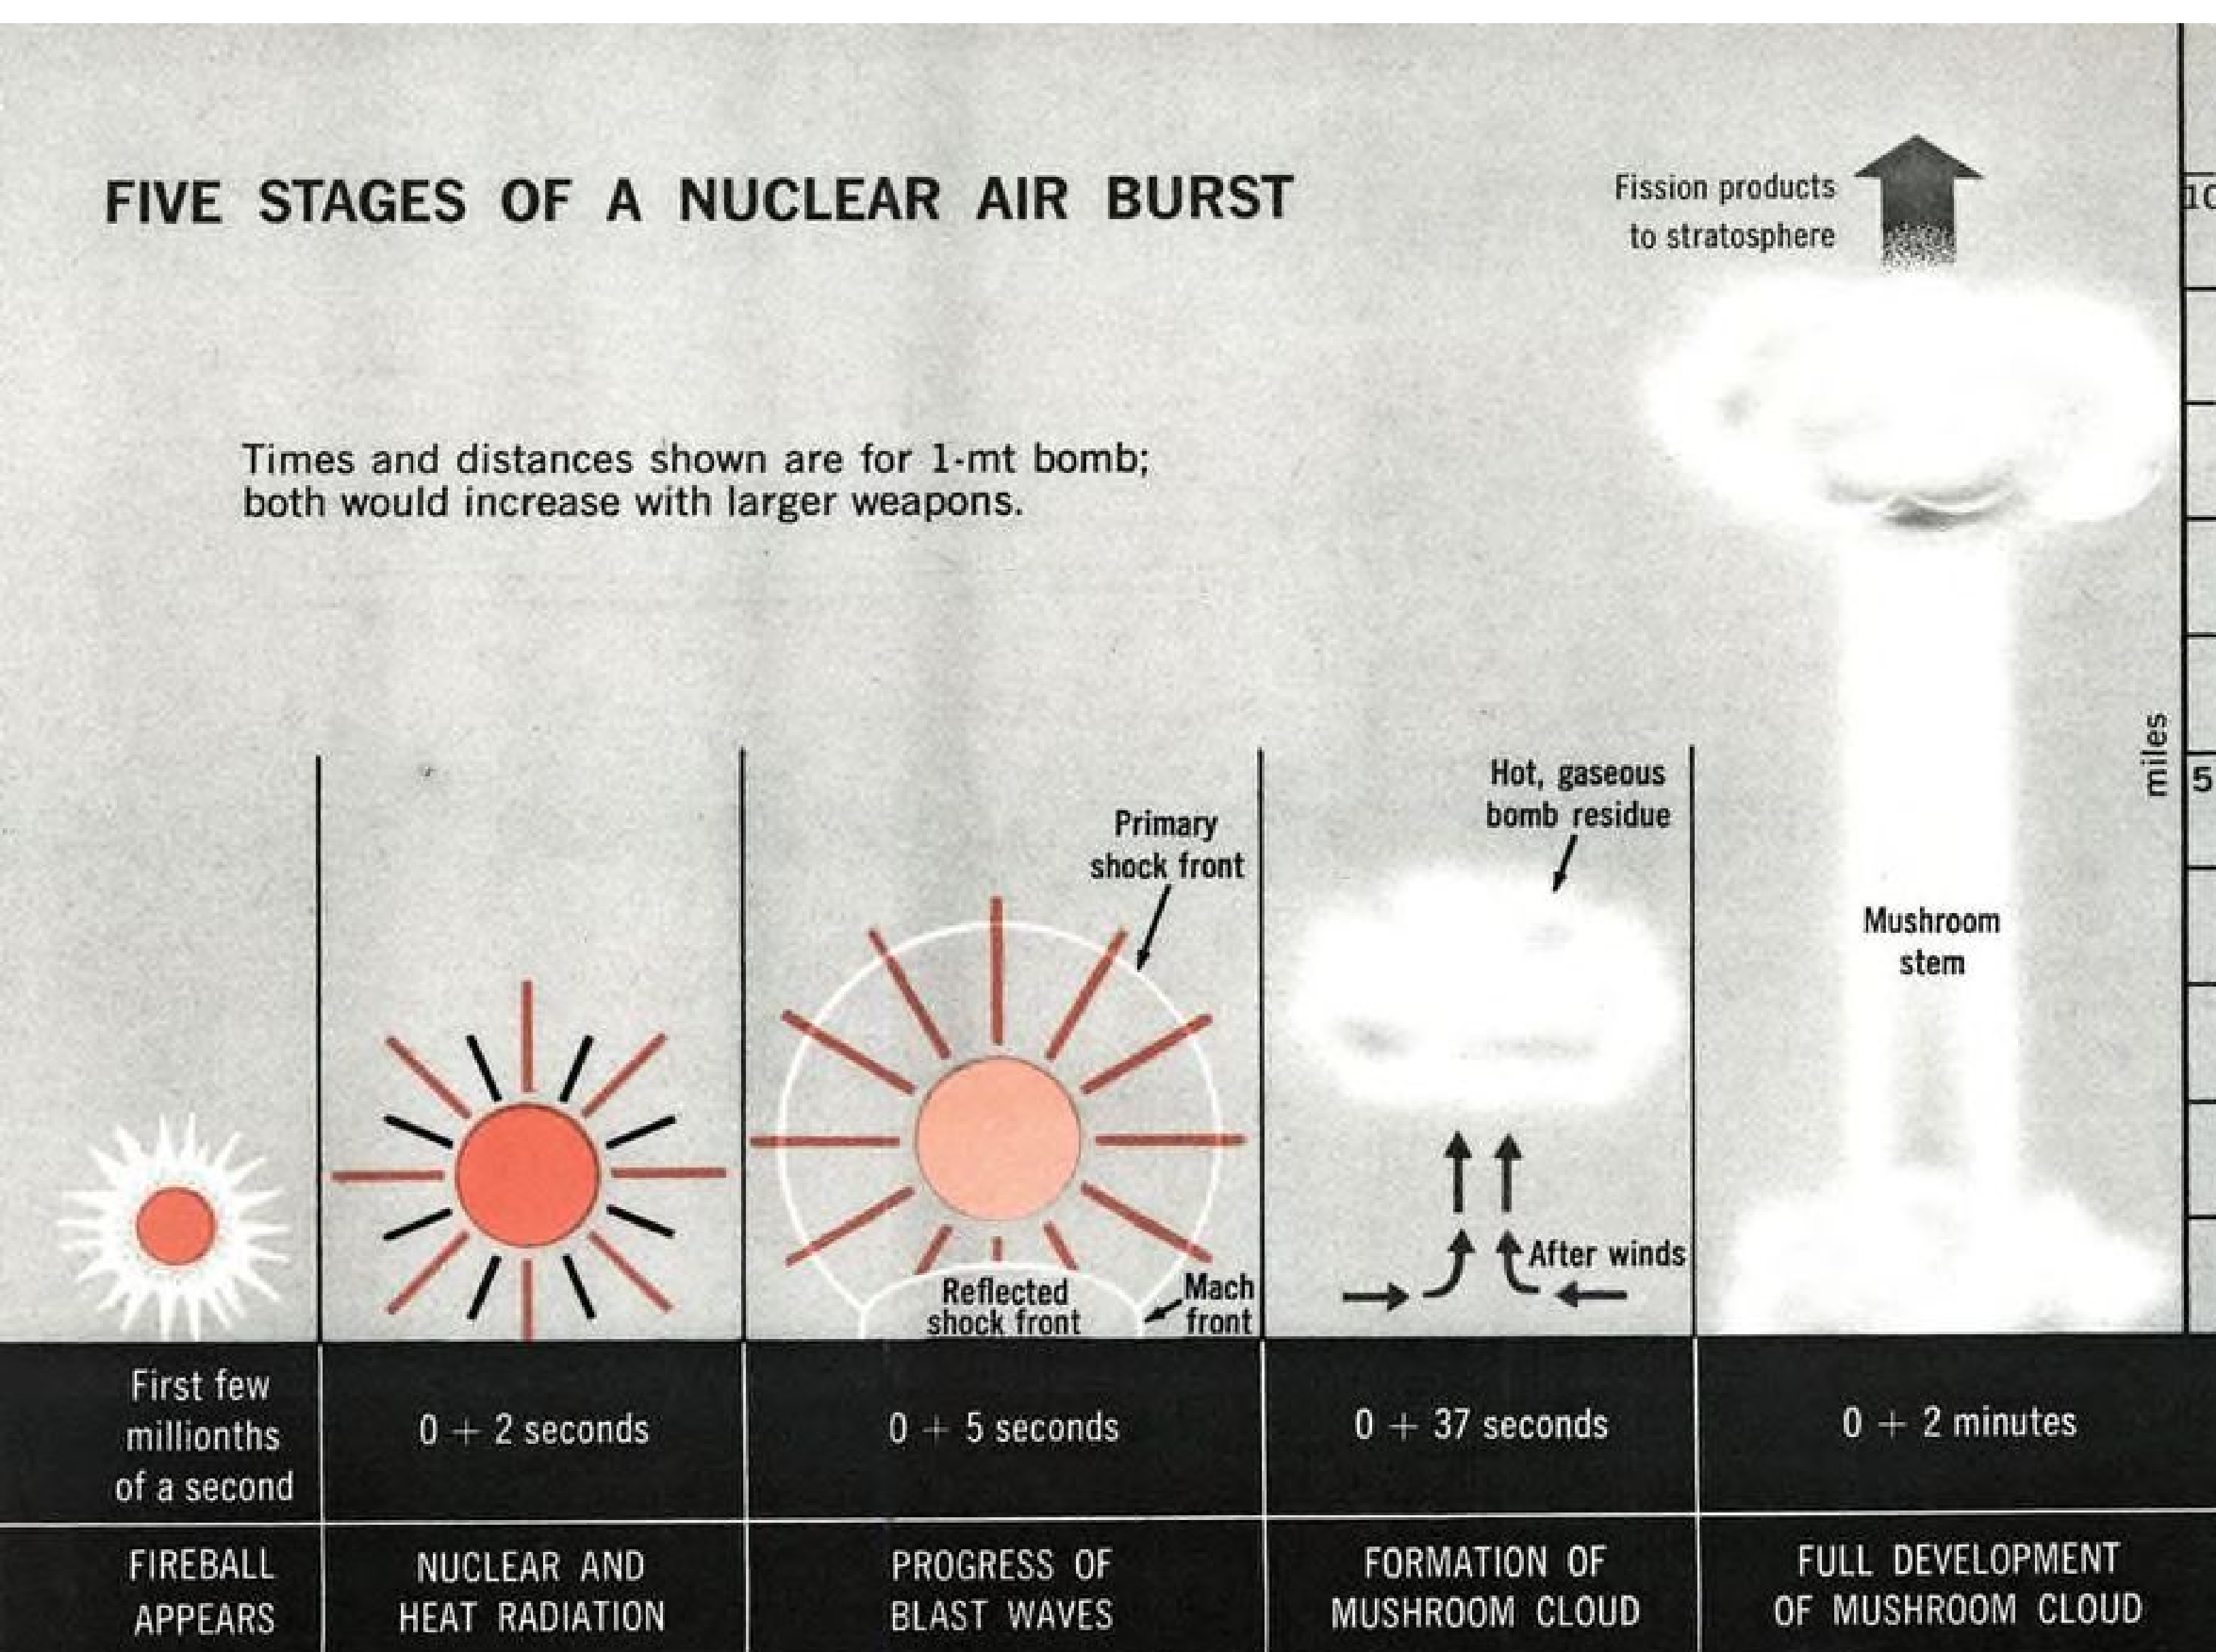 FIVE STAGES OF A NUCLEAR AIR BURST
Fission products
to stratosphere
10
Times and distances shown are for 1-mt bomb;
both would increase with larger weapons.
miles
5
Hot, gaseous
bomb residue
Primary
shock front
Mushroom
stem
After winds
Reflected
shock front
Mach
front
First few
millionths
of a second
0 + 2 seconds
0 + 5 seconds
0 + 37 seconds
0 + 2 minutes
FIREBALL
APPEARS
NUCLEAR AND
HEAT RADIATION
PROGRESS OF
BLAST WAVES
FORMATION OF
MUSHROOM CLOUD
FULL DEVELOPMENT
OF MUSHROOM CLOUD